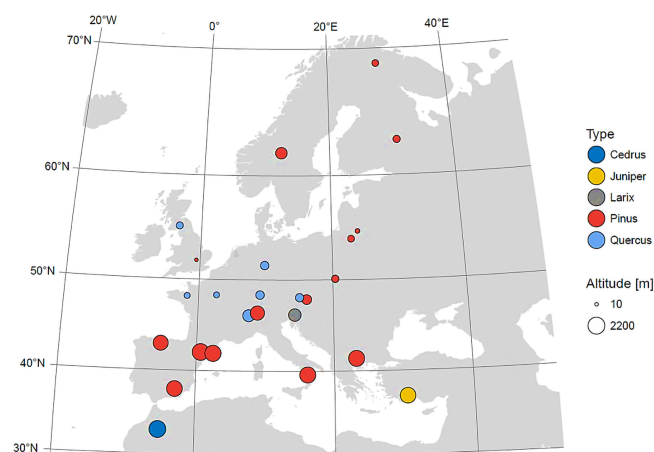 20°W
0°
20°E
40°E
70°N
60°N
50°N
40°N
30°N
Type
Cedrus
Juniper
Larix
Pinus
Quercus
Altitude [m]
10
2200